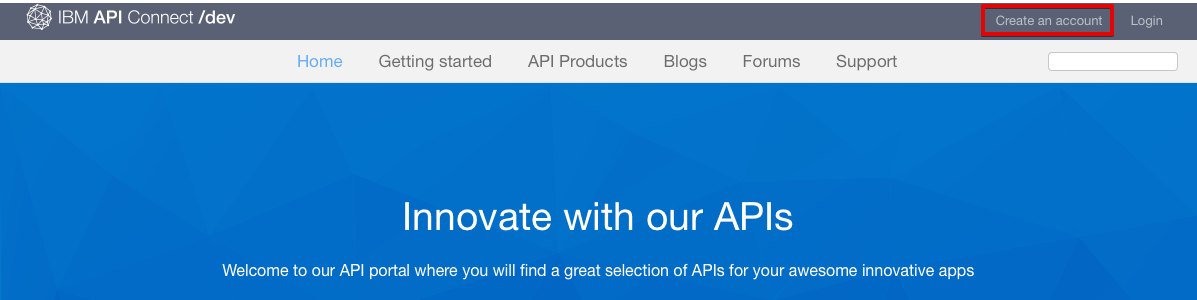 IBM API Connect /dev
Create an account Login
Home Getting started API Products Blogs Forums Support
Innovate with our APIs
Welcome to our API portal where you will find a great selection of APIs for your awesome innovative apps